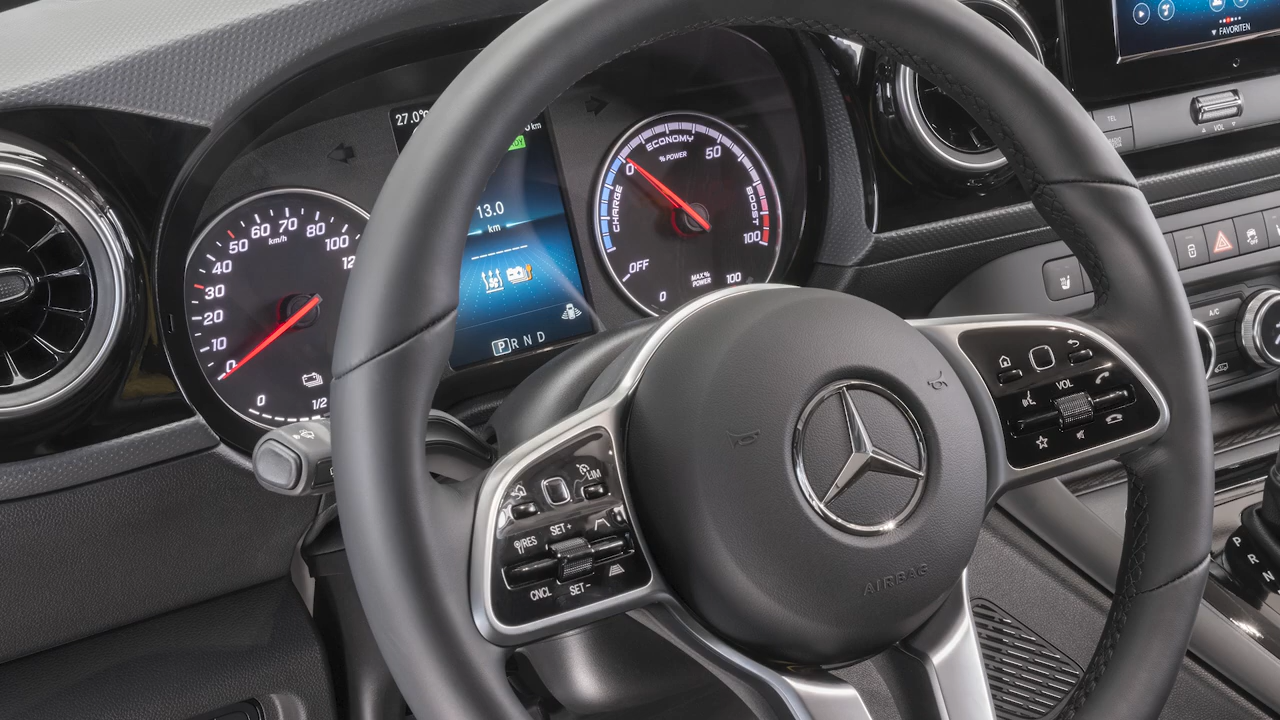 27.0°
km
13.0
km
P R N D
10
20
30
40
50
60
70
80
100
km/h
0
1/2
ECONOMY
% POWER
0
50
100
CHARGE
BOOST
OFF
MAX %
POWER
0
100
FAVORITEN
TEL
VOL
A/C
VOL
LIM
SET+
RES
CNCL
SET-
AIRBAG
P
R
N